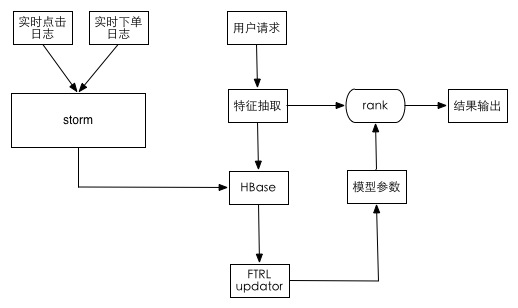 实时点击
日志
实时下单
日志
用户请求
storm
特征抽取
rank
结果输出
HBase
模型参数
FTRL
updator